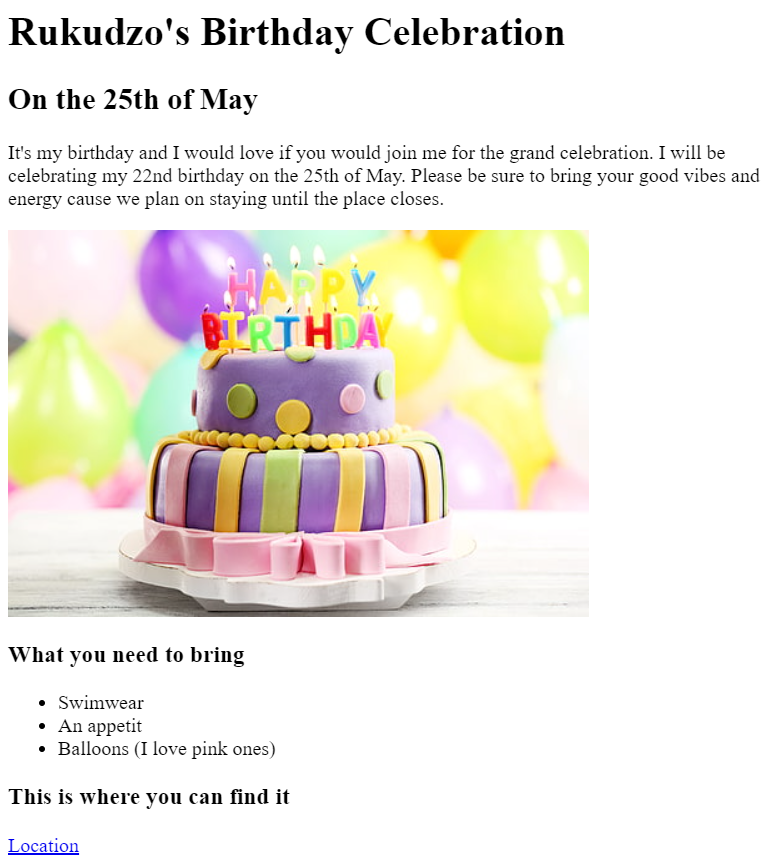 Rukudzo's Birthday Celebration
On the 25th of May
It's my birthday and I would love if you would join me for the grand celebration. I will be
celebrating my 22nd birthday on the 25th of May. Please be sure to bring your good vibes and
energy cause we plan on staying until the place closes.
HAPPY
BIRTHDAY
What you need to bring
Swimwear
An appetit
Balloons (I love pink ones)
This is where you can find it
Location